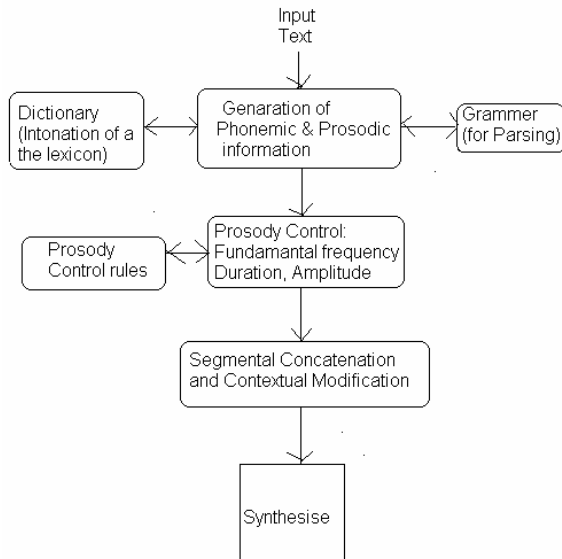 Input
Text
Dictionary
(Intonation of a
the lexicon)
Genaration of
Phonemic & Prosodic
information
Grammer
(for Parsing)
Prosody
Control rules
Prosody Control:
Fundamantal frequency
Duration, Amplitude
Segmental Concatenation
and Contextual Modification
Synthesise